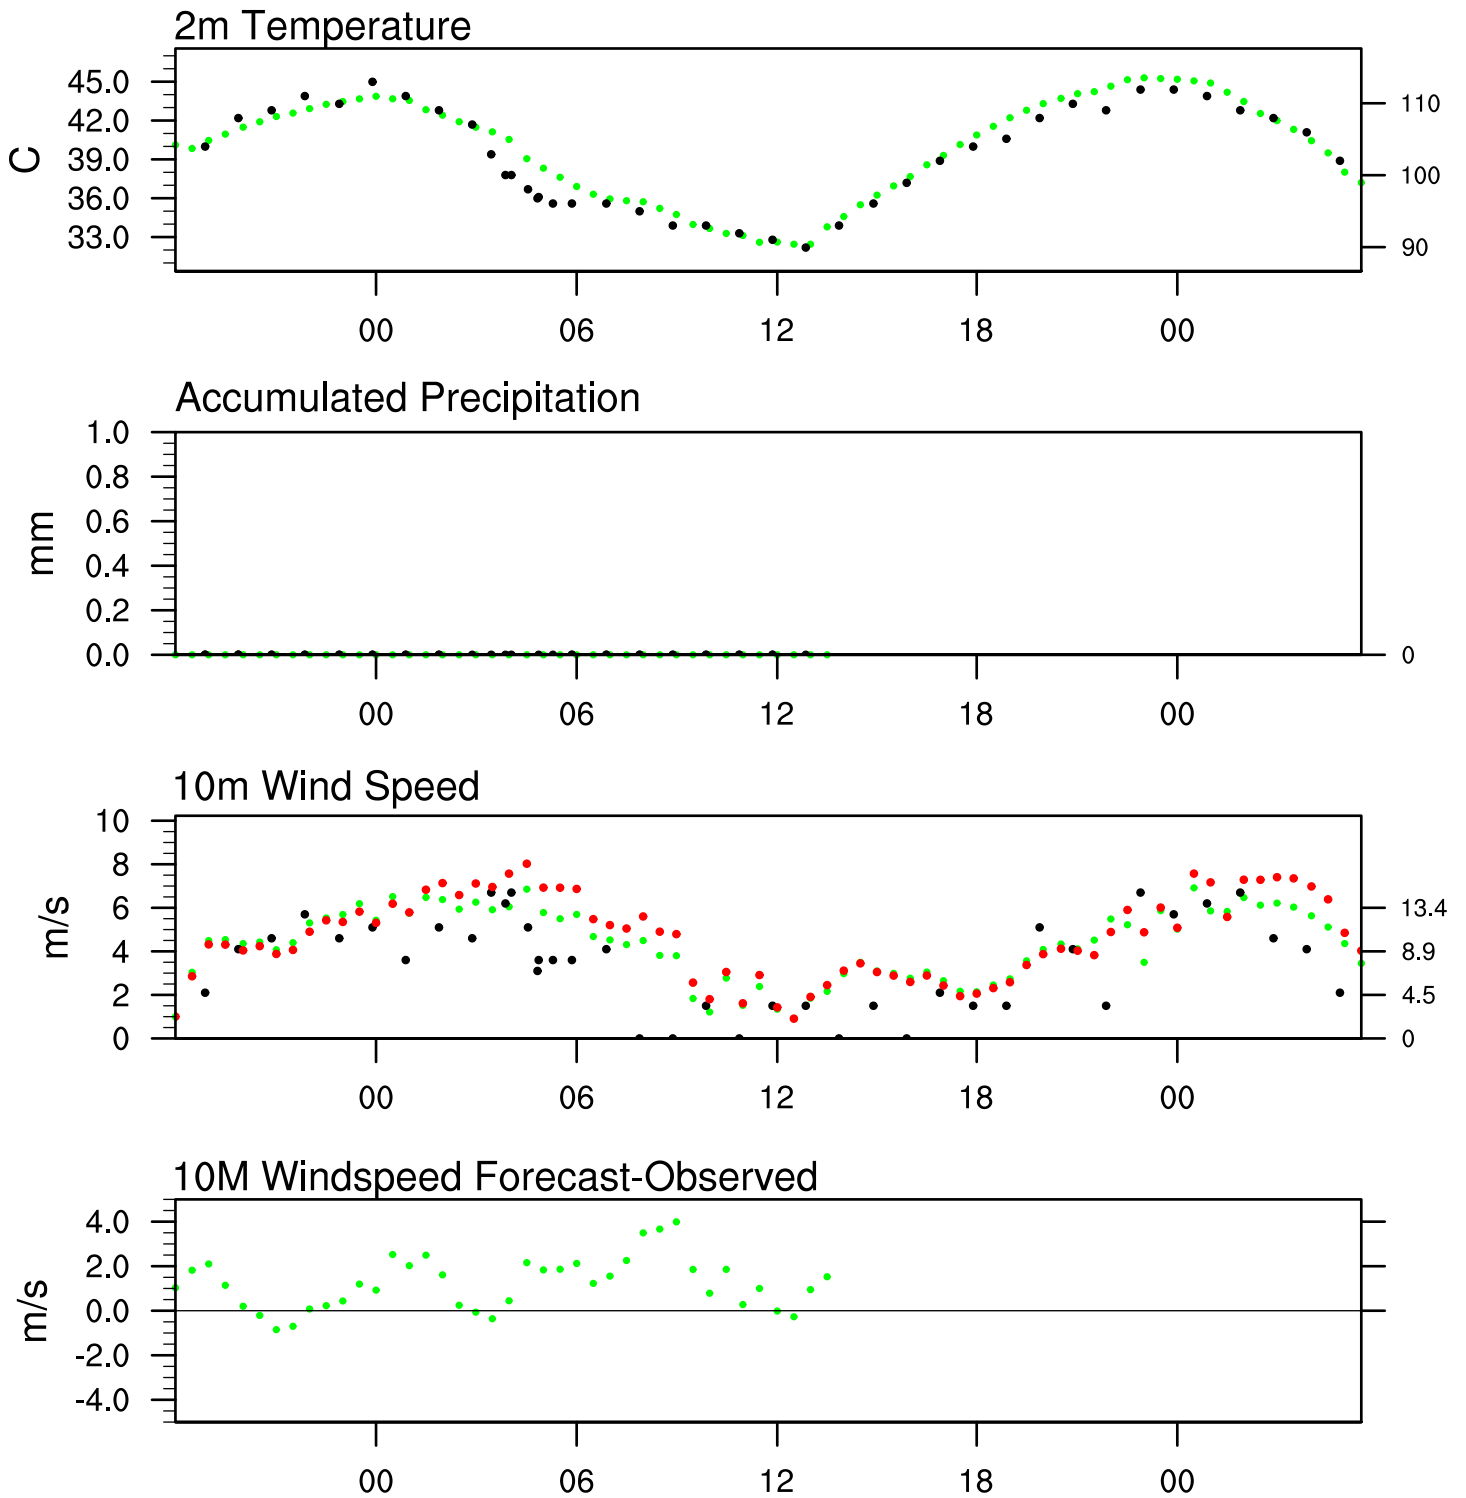 2m Temperature
45.0
42.0
39.0
36.0
33.0
C
110
100
90
00 06 12 18 00
Accumulated Precipitation
1.0
0.8
0.6
0.4
0.2
0.0
mm
0
00 06 12 18 00
10m Wind Speed
10
8
6
4
2
0
m/s
13.4
8.9
4.5
0
00 06 12 18 00
10M Windspeed Forecast-Observed
4.0
2.0
0.0
-2.0
-4.0
m/s
00 06 12 18 00